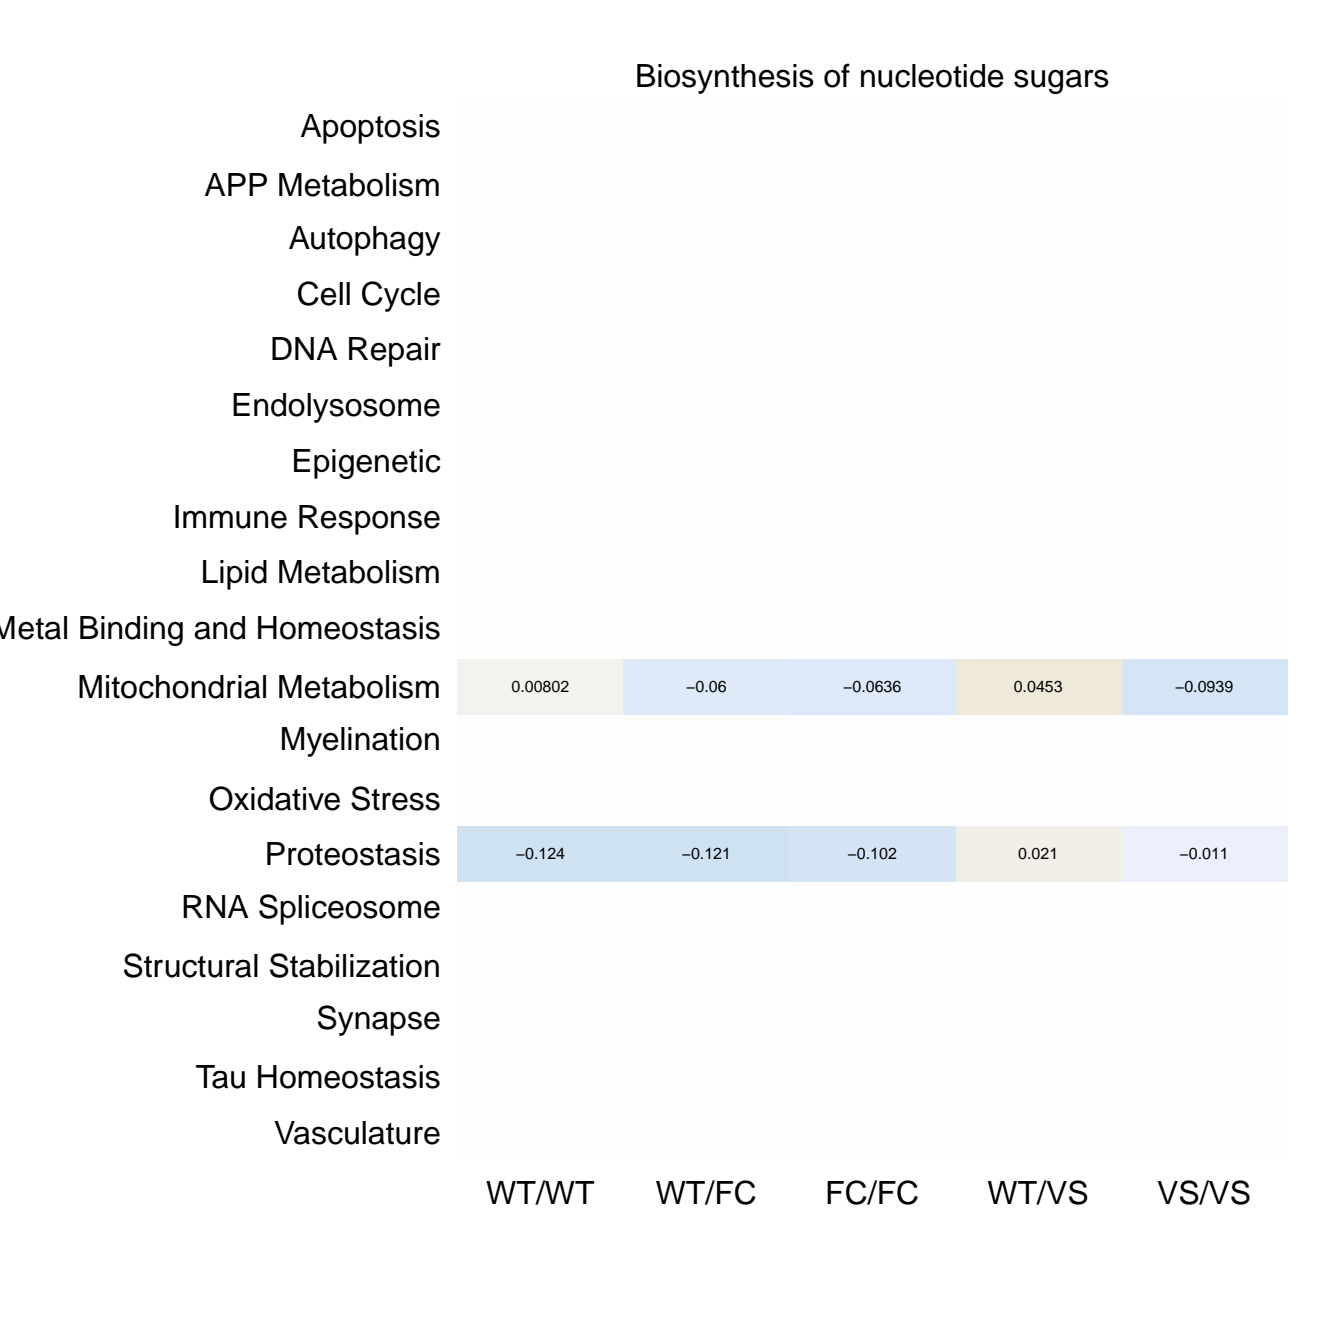 Biosynthesis of nucleotide sugars
Apoptosis
APP Metabolism
Autophagy
Cell Cycle
DNA Repair
Endolysosome
Epigenetic
Immune Response
Lipid Metabolism
Metal Binding and Homeostasis
Mitochondrial Metabolism 0.00802 −0.06 −0.0636 0.0453 −0.0939
Myelination
Oxidative Stress
Proteostasis −0.124 −0.121 −0.102 0.021 −0.011
RNA Spliceosome
Structural Stabilization
Synapse
Tau Homeostasis
Vasculature
WT/WT WT/FC FC/FC WT/VS VS/VS